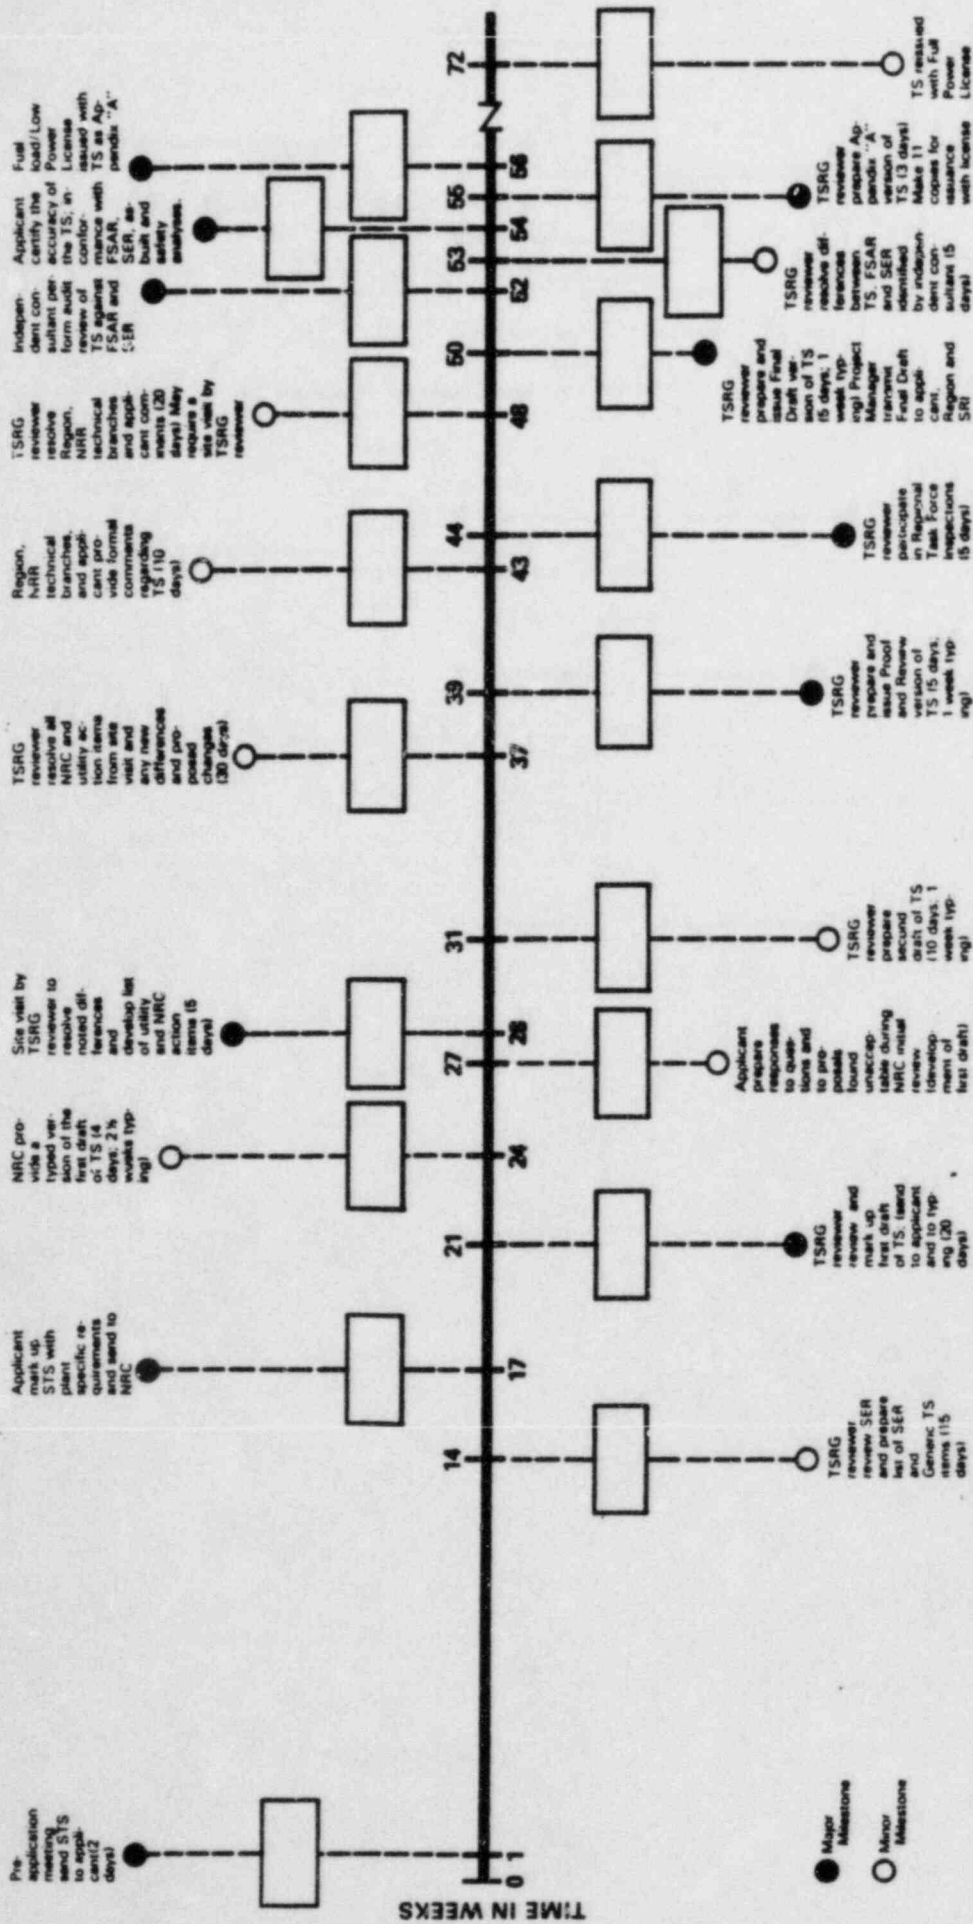 Pre-
application
meeting
send STS
to appli-
cant(2
days)
Applicant
mark up
STS with
plant
specific re-
quirements
and send to
NRC
NRC pro-
vide a
typed ver-
sion of the
first draft
of TS (4
days; 2½
weeks typ-
ing)
Site visit by
TSRG
reviewer to
resolve
noted dif-
ferences
and
develop list
of utility
and NRC
action
items (5
days)
TSRG
reviewer
resolve all
NRC and
utility ac-
tion items
from site
visit and
any new
differences
and pro-
posed
changes
(30 days)
Region,
NRR
technical
branches,
and appli-
cant pro-
vide formal
comments
regarding
TS (10
days)
TSRG
reviewer
resolve
Region,
NRR
technical
branches
and appli-
cant com-
ments (20
days) May
require a
site visit by
TSRG
reviewer
Indepen-
dent con-
sultant per-
form audit
review of
TS against
FSAR and
SER
Applicant
certify the
accuracy of
the TS, in
confor-
mance with
FSAR,
SER, as-
built and
safety
analyses.
Fuel
load/Low
Power
License
issued with
TS as Ap-
pendix "A"
TIME IN WEEKS
0 1 14 17 21 24 27 28 31 37 39 43 44 48 50 52 53 54 55 56 72
TSRG
reviewer
review SER
and prepare
list of SER
and
Generic TS
items (15
days)
TSRG
reviewer
review and
mark up
first draft
of TS. (send
to applicant
and to typ-
ing (20
days)
Applicant
prepare
responses
to ques-
tions and
to pro-
posals
found
unaccep-
table during
NRC initial
review
(develop-
ment of
first draft)
TSRG
reviewer
prepare
second
draft of TS
(10 days; 1
week typ-
ing)
TSRG
reviewer
prepare and
issue Proof
and Review
version of
TS (5 days;
1 week typ-
ing)
TSRG
reviewer
participate
in Regional
Task Force
inspections
(5 days)
TSRG
reviewer
prepare and
issue Final
Draft ver-
sion of TS
(5 days; 1
week typ-
ing) Project
Manager
transmit
Final Draft
to appli-
cant,
Region and
SRI
TSRG
reviewer
resolve dif-
ferences
between
TS, FSAR
and SER
identified
by indepen-
dent con-
sultans (5
days)
TSRG
reviewer
prepare Ap-
pendix "A"
version of
TS (3 days)
Make 11
copies for
issuance
with license
TS reissued
with Full
Power
License
Major
Milestone
Minor
Milestone